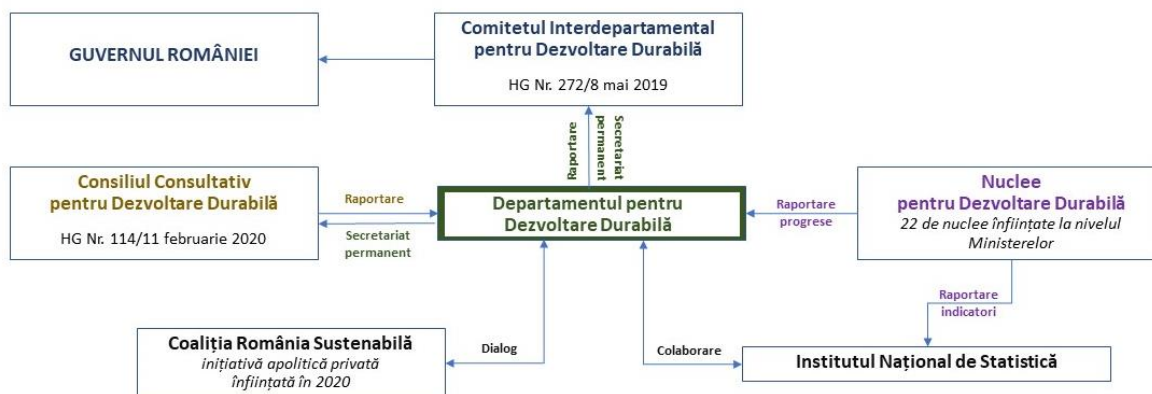 GUVERNUL ROMÂNIEI
Comitetul Interdepartamental
pentru Dezvoltare Durabilă
HG Nr. 272/8 mai 2019
Raportare
Secretariat
permanent
Consiliul Consultativ
pentru Dezvoltare Durabilă
HG Nr. 114/11 februarie 2020
Raportare
Secretariat
permanent
Departamentul pentru
Dezvoltare Durabilă
Raportare
progrese
Nuclee
pentru Dezvoltare Durabilă
22 de nuclee înființate la nivelul
Ministerelor
Raportare
indicatori
Coaliția România Sustenabilă
inițiativă apolitică privată
înființată în 2020
Dialog
Colaborare
Institutul Național de Statistică